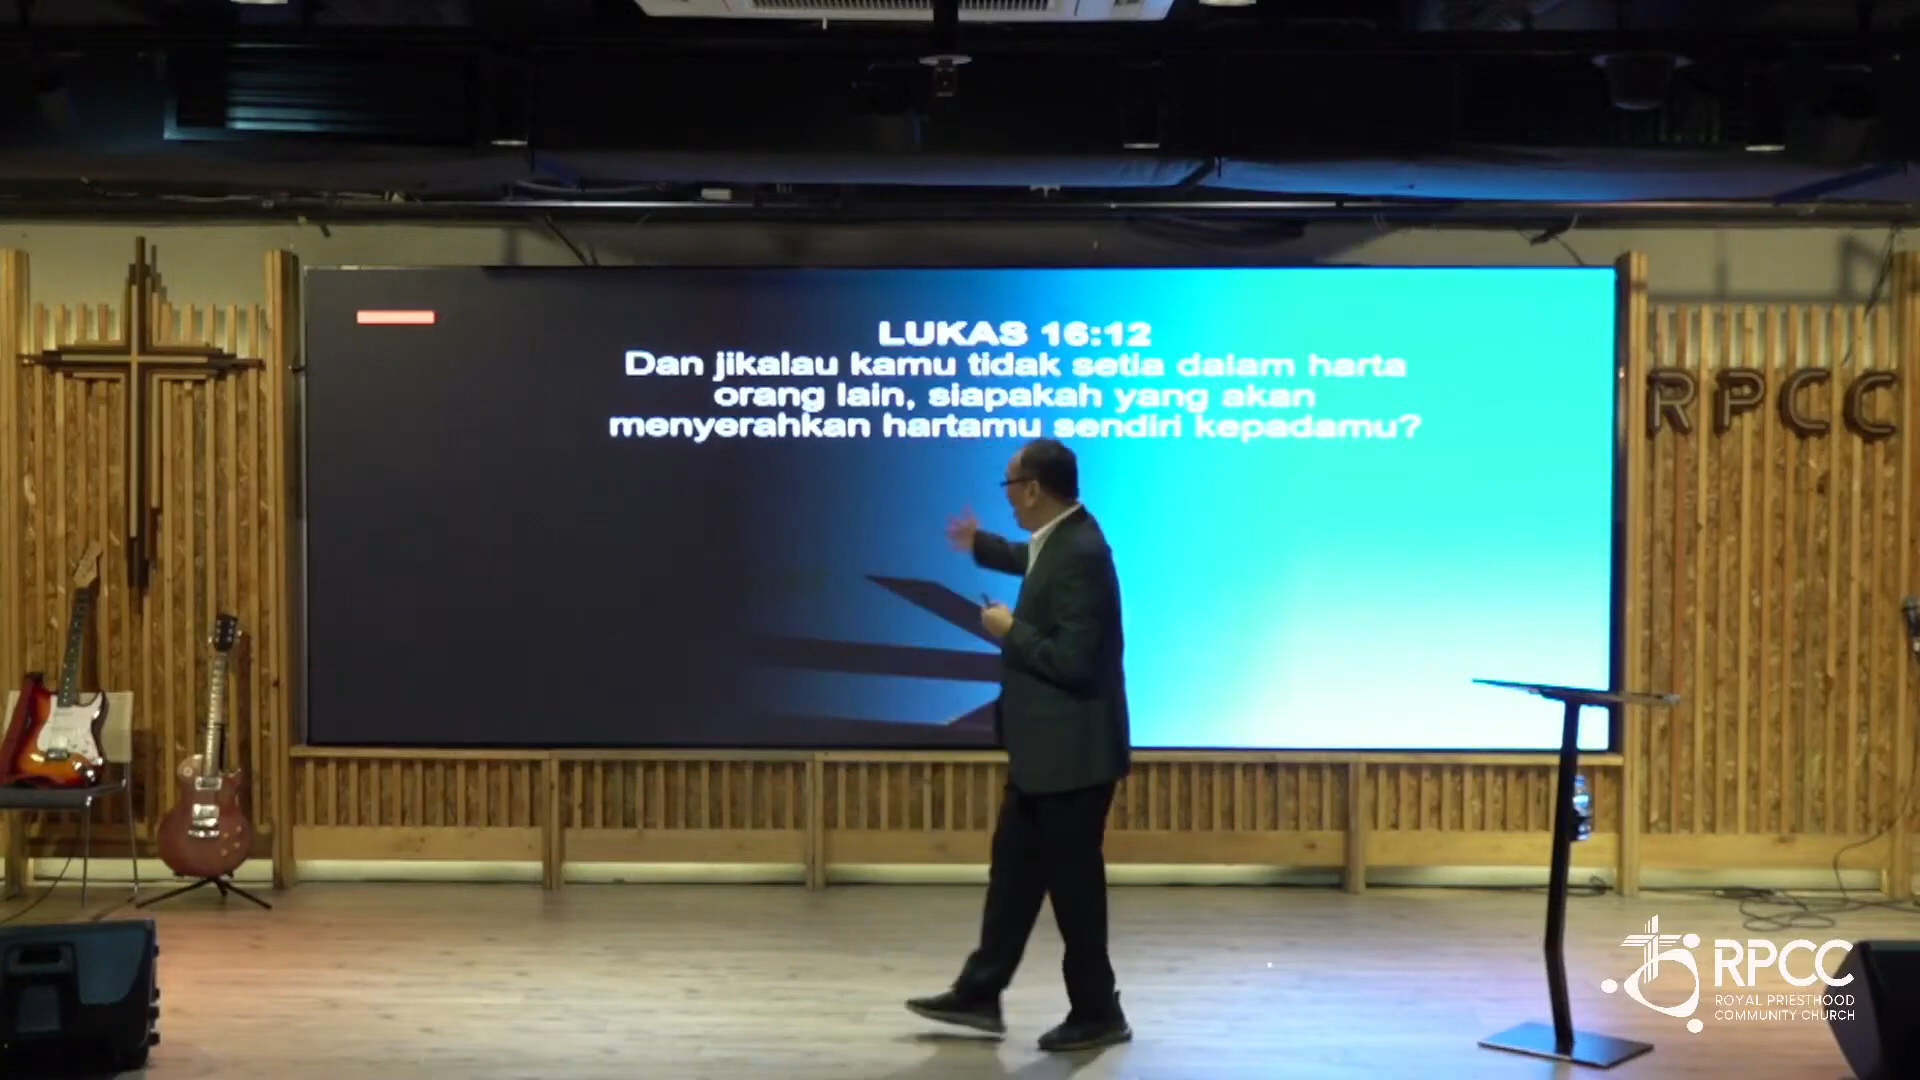 LUKAS 16:12
Dan jikalau kamu tidak setia dalam harta
orang lain, siapakah yang akan
menyerahkan hartamu sendiri kepadamu?
RPCC
RPCC
ROYAL PRIESTHOOD
COMMUNITY CHURCH